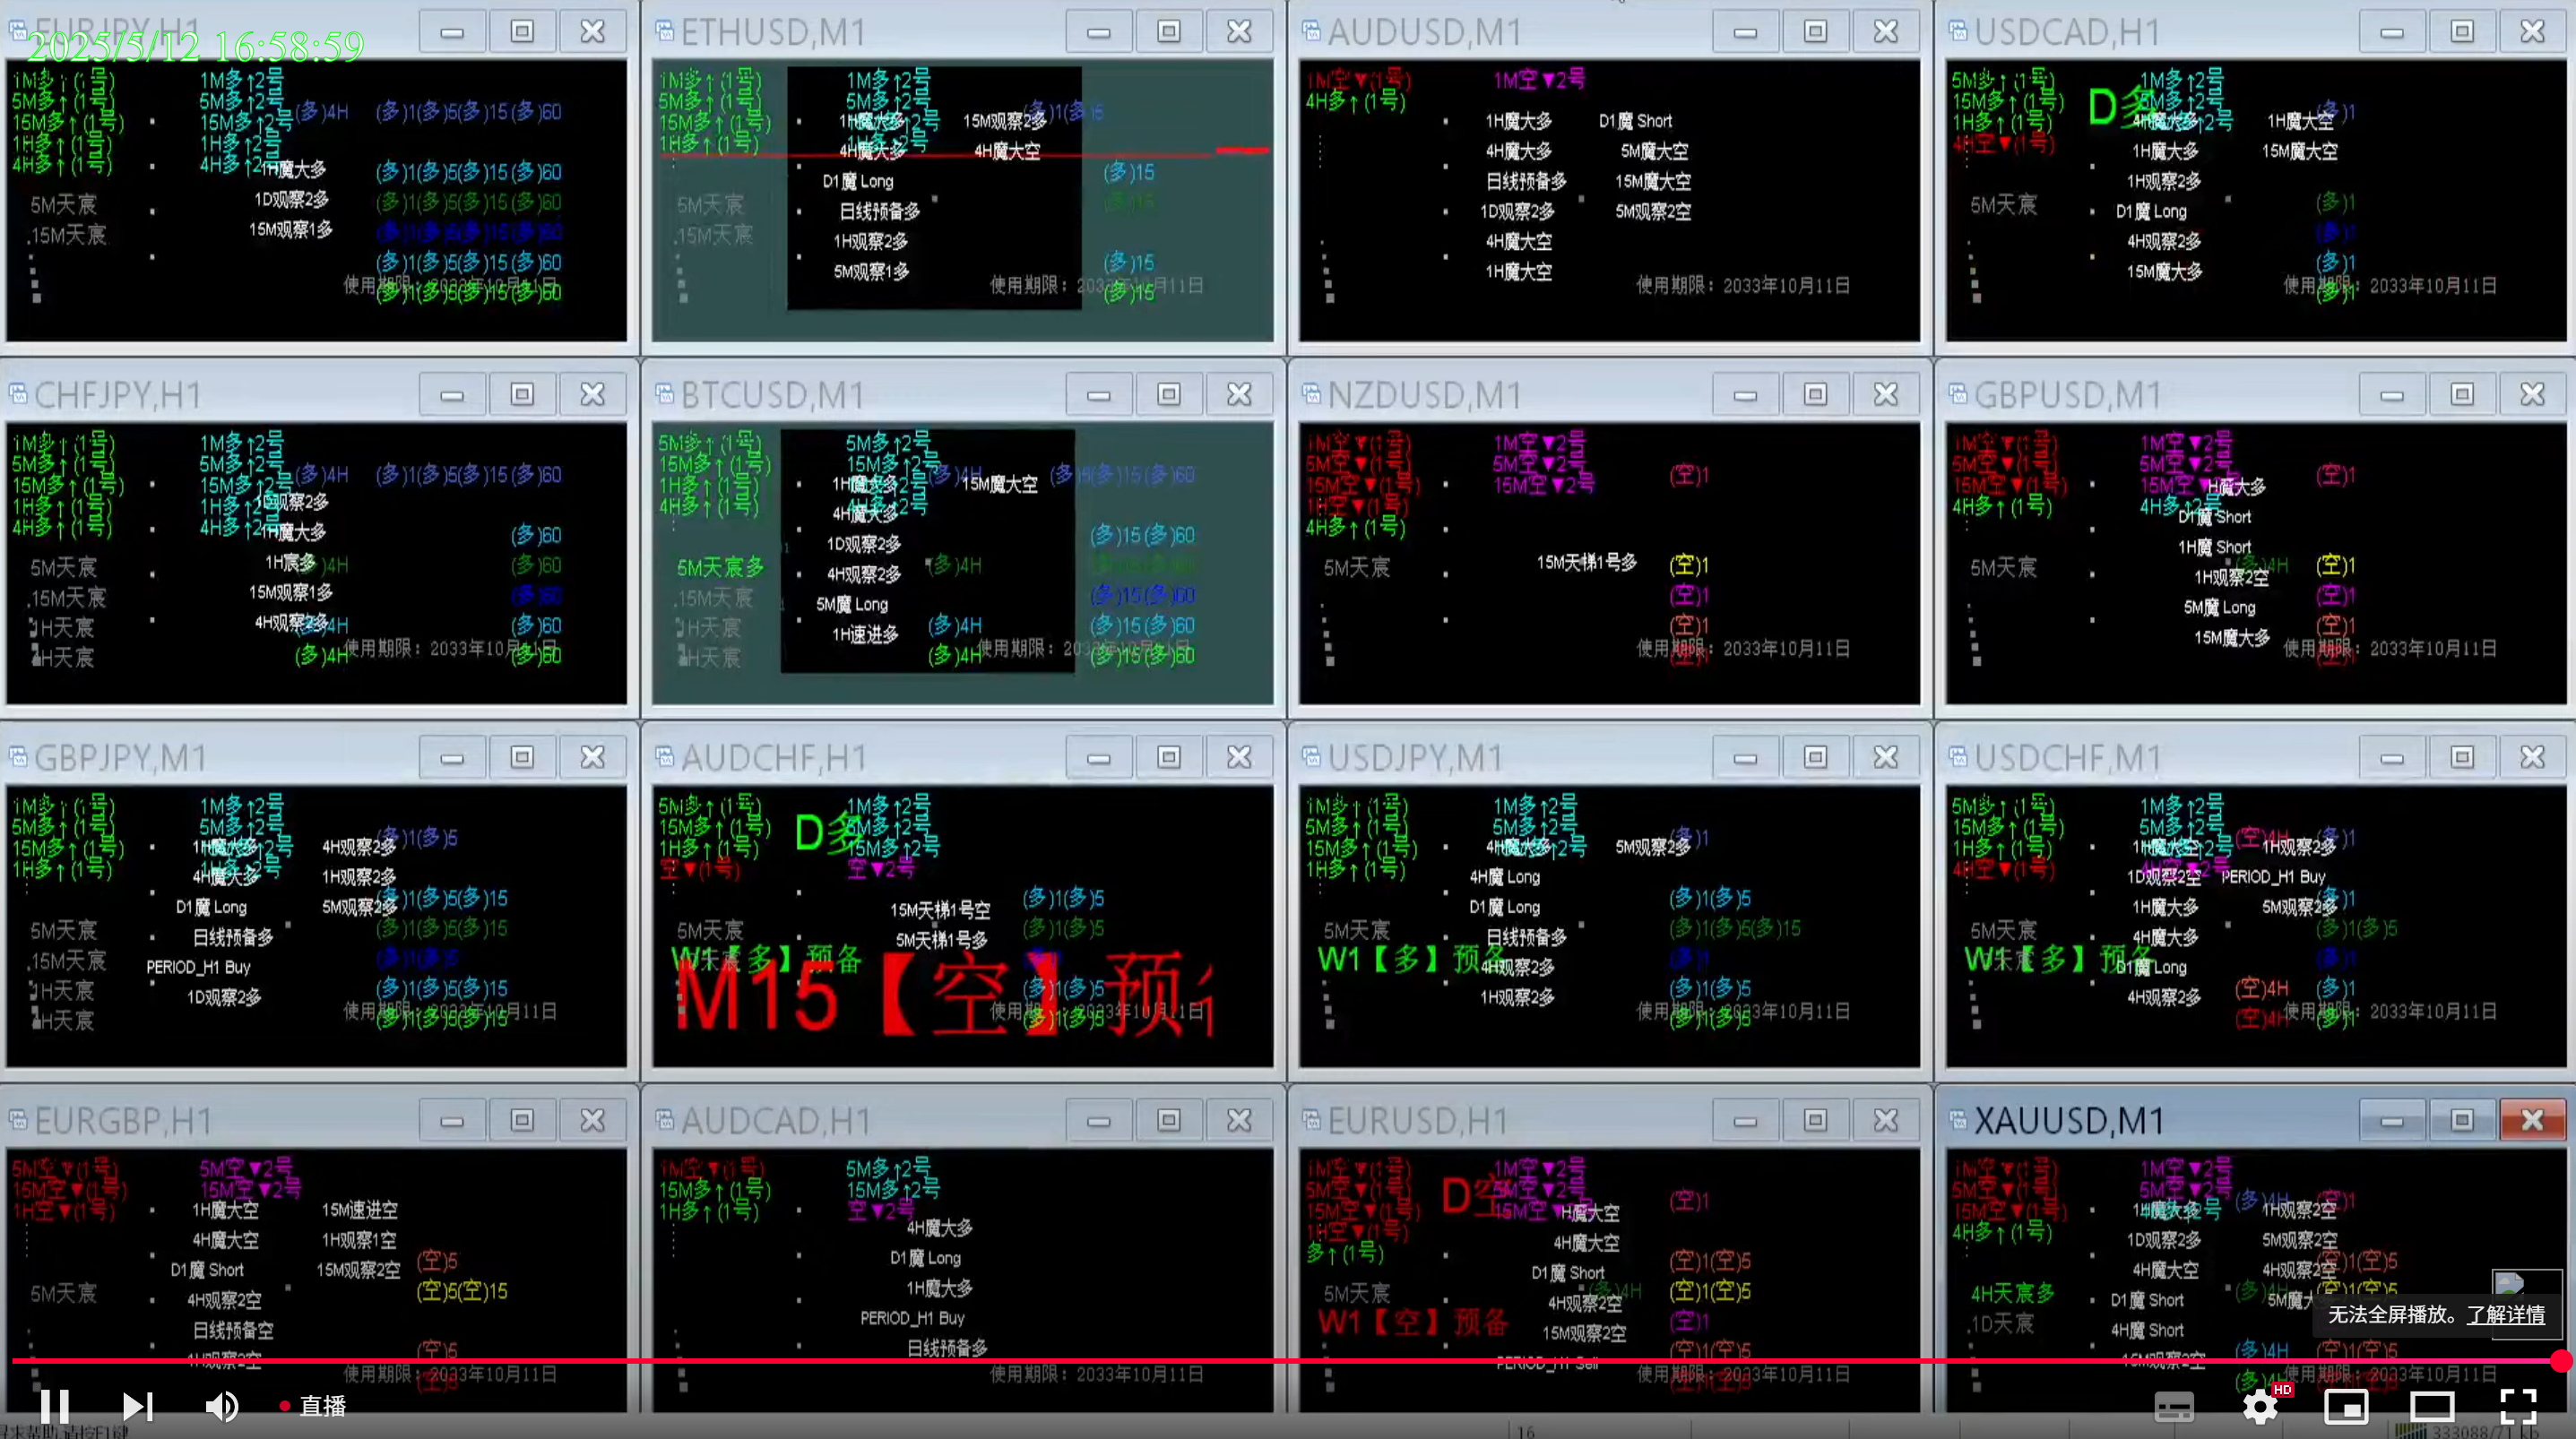 EURJPY,H1
2025/5/12 16:58:59
1M多↑(1号)
5M多↑(1号)
15M多↑(1号)
1H多↑(1号)
4H多↑(1号)
1M多↑2号
5M多↑2号
15M多↑2号
1H多↑2号
4H多↑2号
(多)4H (多)1(多)5(多)15(多)60
1H魔大多
1D观察2多
15M观察1多
(多)1(多)5(多)15(多)60
(多)1(多)5(多)15(多)60
(多)1(多)5(多)15(多)60
(多)1(多)5(多)15(多)60
(多)1(多)5(多)15(多)60
5M天宸
.15M天宸
使用期限：2033年10月11日
ETHUSD,M1
1M多↑(1号)
5M多↑(1号)
15M多↑(1号)
1H多↑(1号)
1M多↑2号
5M多↑2号
1H魔大多
4H魔大多
D1魔 Long
日线预备多
1H观察2多
5M观察1多
15M观察2多
4H魔大空
(多)1(多)5
(多)15
(多)15
(多)15
(多)15
5M天宸
.15M天宸
使用期限：2033年10月11日
AUDUSD,M1
1M空▼(1号)
4H多↑(1号)
1M空▼2号
1H魔大多
4H魔大多
日线预备多
1D观察2多
4H魔大空
1H魔大空
D1魔 Short
5M魔大空
15M魔大空
5M观察2空
使用期限：2033年10月11日
USDCAD,H1
5M多↑(1号)
15M多↑(1号)
1H多↑(1号)
4H空▼(1号)
D多
1M多↑2号
5M多↑2号
4H魔大多
1H魔大多
1H观察2多
D1魔 Long
4H观察2多
15M魔大多
1H魔大空
15M魔大空
(多)1
(多)1
(多)1
(多)1
(多)1
5M天宸
使用期限：2033年10月11日
CHFJPY,H1
1M多↑(1号)
5M多↑(1号)
15M多↑(1号)
1H多↑(1号)
4H多↑(1号)
1M多↑2号
5M多↑2号
15M多↑2号
1H多↑2号
4H多↑2号
(多)4H (多)1(多)5(多)15(多)60
1D观察2多
1H魔大多
1H宸多
15M观察1多
4H观察2多
(多)60
(多)4H (多)60
(多)60
(多)4H (多)60
(多)4H (多)60
5M天宸
.15M天宸
1H天宸
4H天宸
使用期限：2033年10月11日
BTCUSD,M1
5M多↑(1号)
15M多↑(1号)
1H多↑(1号)
4H多↑(1号)
5M多↑2号
15M多↑2号
1H魔大多
4H魔大多
1D观察2多
4H观察2多
5M魔 Long
1H速进多
15M魔大空
(多)4H (多)5(多)15(多)60
(多)15(多)60
(多)4H
(多)15(多)60
(多)4H (多)15(多)60
(多)4H (多)15(多)60
5M天宸多
.15M天宸
1H天宸
4H天宸
使用期限：2033年10月11日
NZDUSD,M1
1M空▼(1号)
5M空▼(1号)
15M空▼(1号)
1H空▼(1号)
4H多↑(1号)
1M空▼2号
5M空▼2号
15M空▼2号
(空)1
15M天梯1号多
(空)1
(空)1
(空)1
(空)1
5M天宸
使用期限：2033年10月11日
GBPUSD,M1
1M空▼(1号)
5M空▼(1号)
15M空▼(1号)
4H多↑(1号)
1M空▼2号
5M空▼2号
15M空▼2号
4H多↑2号
H魔大多
D1魔 Short
1H魔 Short
1H观察2空
5M魔 Long
15M魔大多
(空)1
(多)4H (空)1
(空)1
(空)1
(空)1
5M天宸
使用期限：2033年10月11日
GBPJPY,M1
1M多↑(1号)
5M多↑(1号)
15M多↑(1号)
1H多↑(1号)
1M多↑2号
5M多↑2号
15M多↑2号
1H多↑2号
1H魔大多
4H魔大多
D1魔 Long
日线预备多
PERIOD_H1 Buy
1D观察2多
4H观察2多
1H观察2多
5M观察2多
(多)1(多)5
(多)1(多)5(多)15
(多)1(多)5(多)15
(多)1(多)5
(多)1(多)5(多)15
(多)1(多)5(多)15
5M天宸
.15M天宸
1H天宸
4H天宸
使用期限：2033年10月11日
AUDCHF,H1
5M多↑(1号)
15M多↑(1号)
1H多↑(1号)
空▼(1号)
D多
1M多↑2号
5M多↑2号
15M多↑2号
空▼2号
15M天梯1号空
5M天梯1号多
(多)1(多)5
(多)1(多)5
(多)1(多)5
(多)1(多)5
5M天宸
W1【多】预备
M15【空】预
使用期限：2033年10月11日
USDJPY,M1
1M多↑(1号)
5M多↑(1号)
15M多↑(1号)
1H多↑(1号)
1M多↑2号
5M多↑2号
15M多↑2号
4H魔大多
4H魔 Long
D1魔 Long
日线预备多
4H观察2多
1H观察2多
5M观察2多
(多)1
(多)1(多)5
(多)1(多)5(多)15
(多)1
(多)1(多)5
(多)1(多)5
5M天宸
W1【多】预备
使用期限：2033年10月11日
USDCHF,M1
5M多↑(1号)
15M多↑(1号)
1H多↑(1号)
4H空▼(1号)
1M多↑2号
5M多↑2号
15M多↑2号
4H空▼2号
1D观察2空
1H魔大多
4H魔大多
D1魔 Long
4H观察2多
1H观察2多
PERIOD_H1 Buy
5M观察2多
(空)4H (多)1
(多)1
(多)1(多)5
(多)1
(空)4H (多)1
(空)4H (多)1
5M天宸
W1【多】预备
使用期限：2033年10月11日
EURGBP,H1
5M空▼(1号)
15M空▼(1号)
1H空▼(1号)
5M空▼2号
15M空▼2号
1H魔大空
4H魔大空
D1魔 Short
4H观察2空
日线预备空
1H观察2空
15M速进空
1H观察1空
15M观察2空
(空)5
(空)5(空)15
(空)5
(空)5
5M天宸
使用期限：2033年10月11日
AUDCAD,H1
1M空▼(1号)
15M多↑(1号)
1H多↑(1号)
5M多↑2号
15M多↑2号
空▼2号
4H魔大多
D1魔 Long
1H魔大多
PERIOD_H1 Buy
日线预备多
使用期限：2033年10月11日
EURUSD,H1
1M空▼(1号)
5M空▼(1号)
15M空▼(1号)
1H空▼(1号)
多↑(1号)
D空
1M空▼2号
5M空▼2号
15M空▼2号
H魔大空
4H魔大空
D1魔 Short
4H观察2空
15M观察2空
PERIOD_H1 Sell
(空)1
(空)1(空)5
(多)4H (空)1(空)5
(空)1
(空)1(空)5
(空)1(空)5
5M天宸
W1【空】预备
使用期限：2033年10月11日
XAUUSD,M1
1M空▼(1号)
5M空▼(1号)
15M空▼(1号)
4H多↑(1号)
1M空▼2号
5M空▼2号
4H多↑2号
1D观察2多
4H魔大空
D1魔 Short
4H魔 Short
15M观察2空
1H观察2空
5M观察2空
4H观察2空
(多)4H (空)1
(空)1(空)5
(多)4H (空)1(空)5
(多)4H (空)1(空)5
4H天宸多
.1D天宸
使用期限：2033年10月11日
无法全屏播放。了解详情
直播
HD
16
333088/71 kb